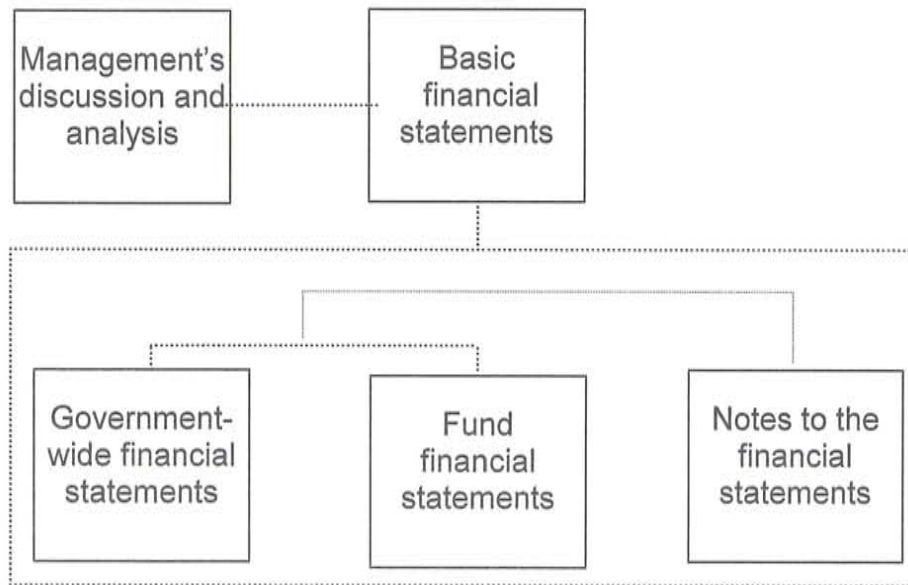 Management's
discussion and
analysis
Basic
financial
statements
Government-
wide financial
statements
Fund
financial
statements
Notes to the
financial
statements